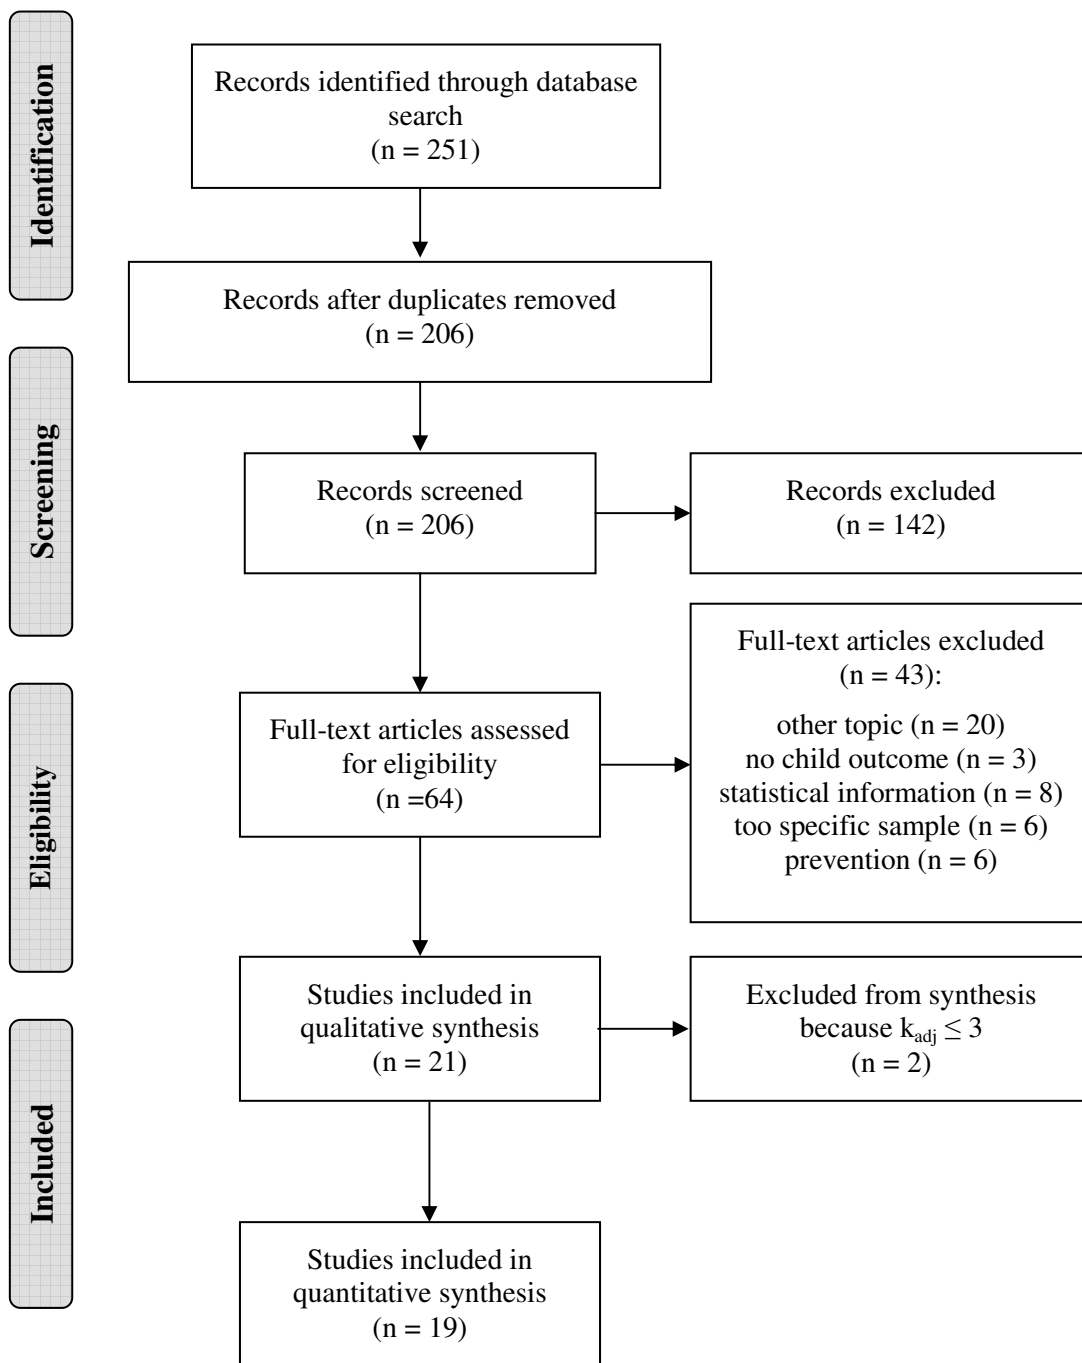 Identification
Records identified through database
search
(n = 251)
Records after duplicates removed
(n = 206)
Screening
Records screened
(n = 206)
Records excluded
(n = 142)
Eligibility
Full-text articles assessed
for eligibility
(n =64)
Full-text articles excluded
(n = 43):
other topic (n = 20)
no child outcome (n = 3)
statistical information (n = 8)
too specific sample (n = 6)
prevention (n = 6)
Included
Studies included in
qualitative synthesis
(n = 21)
Excluded from synthesis
because kadj ≤ 3
(n = 2)
Studies included in
quantitative synthesis
(n = 19)